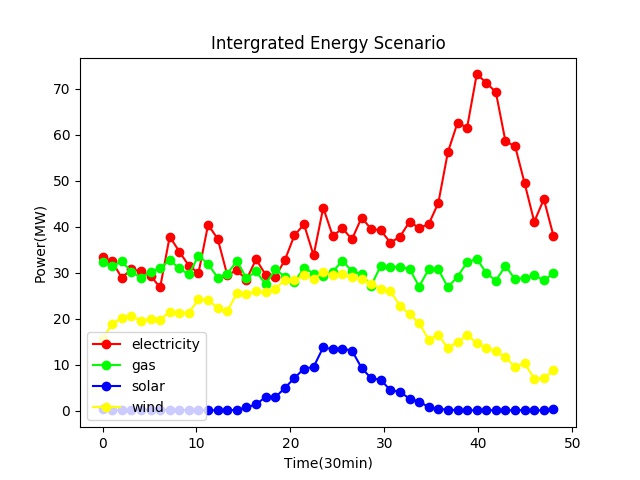 Intergrated Energy Scenario
Power(MW)
70
60
50
40
30
20
10
0
electricity
gas
solar
wind
0 10 20 30 40 50
Time(30min)